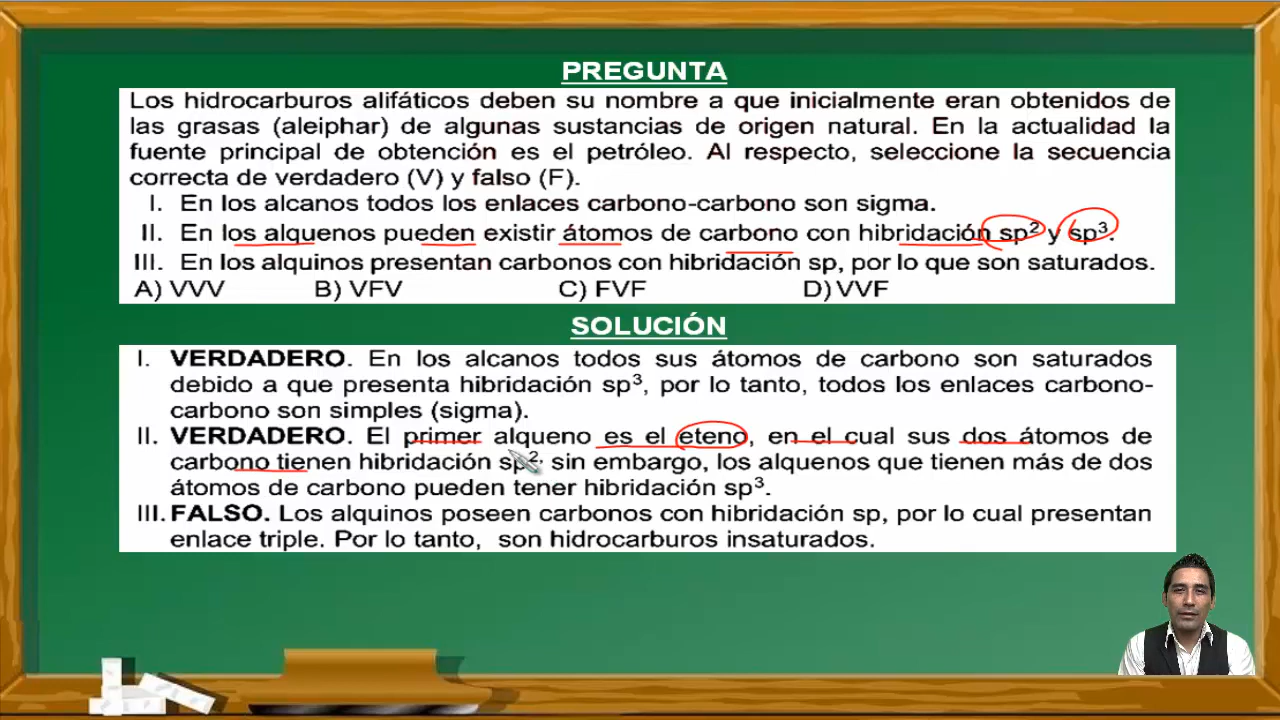 PREGUNTA
Los hidrocarburos alifáticos deben su nombre a que inicialmente eran obtenidos de
las grasas (aleiphar) de algunas sustancias de origen natural. En la actualidad la
fuente principal de obtención es el petróleo. Al respecto, seleccione la secuencia
correcta de verdadero (V) y falso (F).
I. En los alcanos todos los enlaces carbono-carbono son sigma.
II. En los alquenos pueden existir átomos de carbono con hibridación sp² y sp³.
III. En los alquinos presentan carbonos con hibridación sp, por lo que son saturados.
A) VVV B) VFV C) FVF D) VVF
SOLUCIÓN
I. VERDADERO. En los alcanos todos sus átomos de carbono son saturados
debido a que presenta hibridación sp³, por lo tanto, todos los enlaces carbono-
carbono son simples (sigma).
II. VERDADERO. El primer alqueno es el eteno, en el cual sus dos átomos de
carbono tienen hibridación sp², sin embargo, los alquenos que tienen más de dos
átomos de carbono pueden tener hibridación sp³.
III. FALSO. Los alquinos poseen carbonos con hibridación sp, por lo cual presentan
enlace triple. Por lo tanto, son hidrocarburos insaturados.